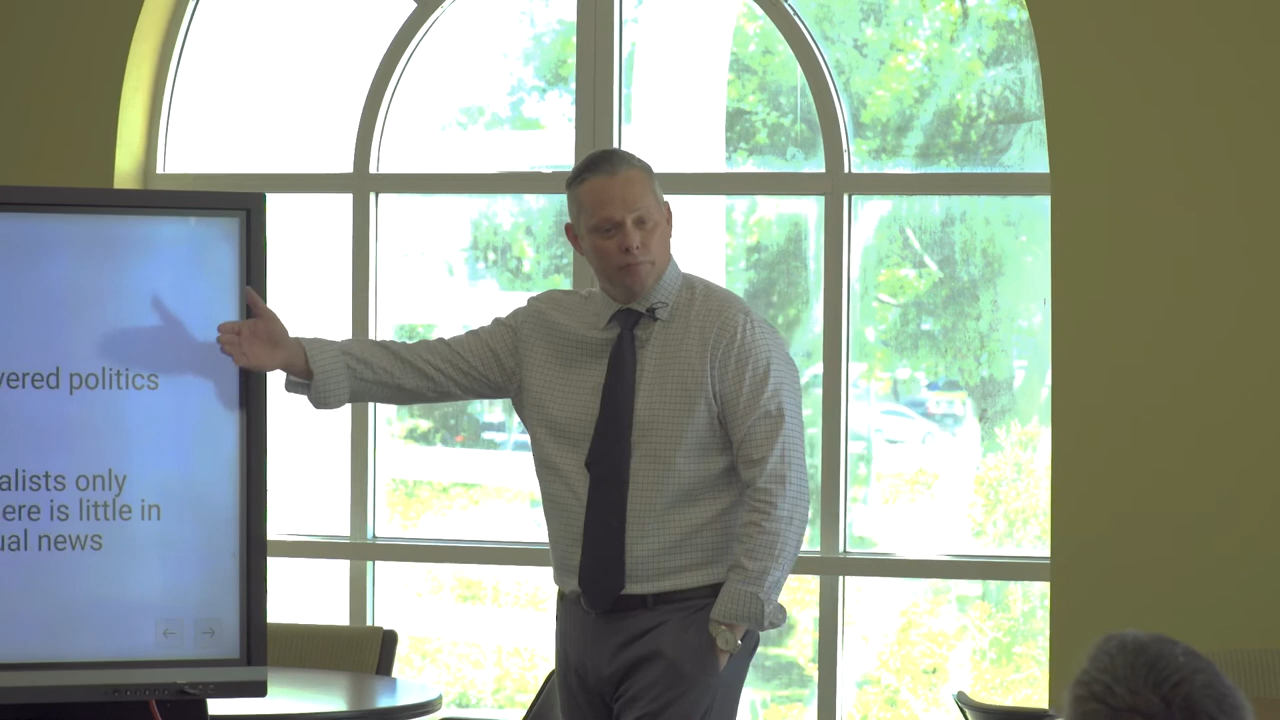 vered politics
alists only
ere is little in
ual news